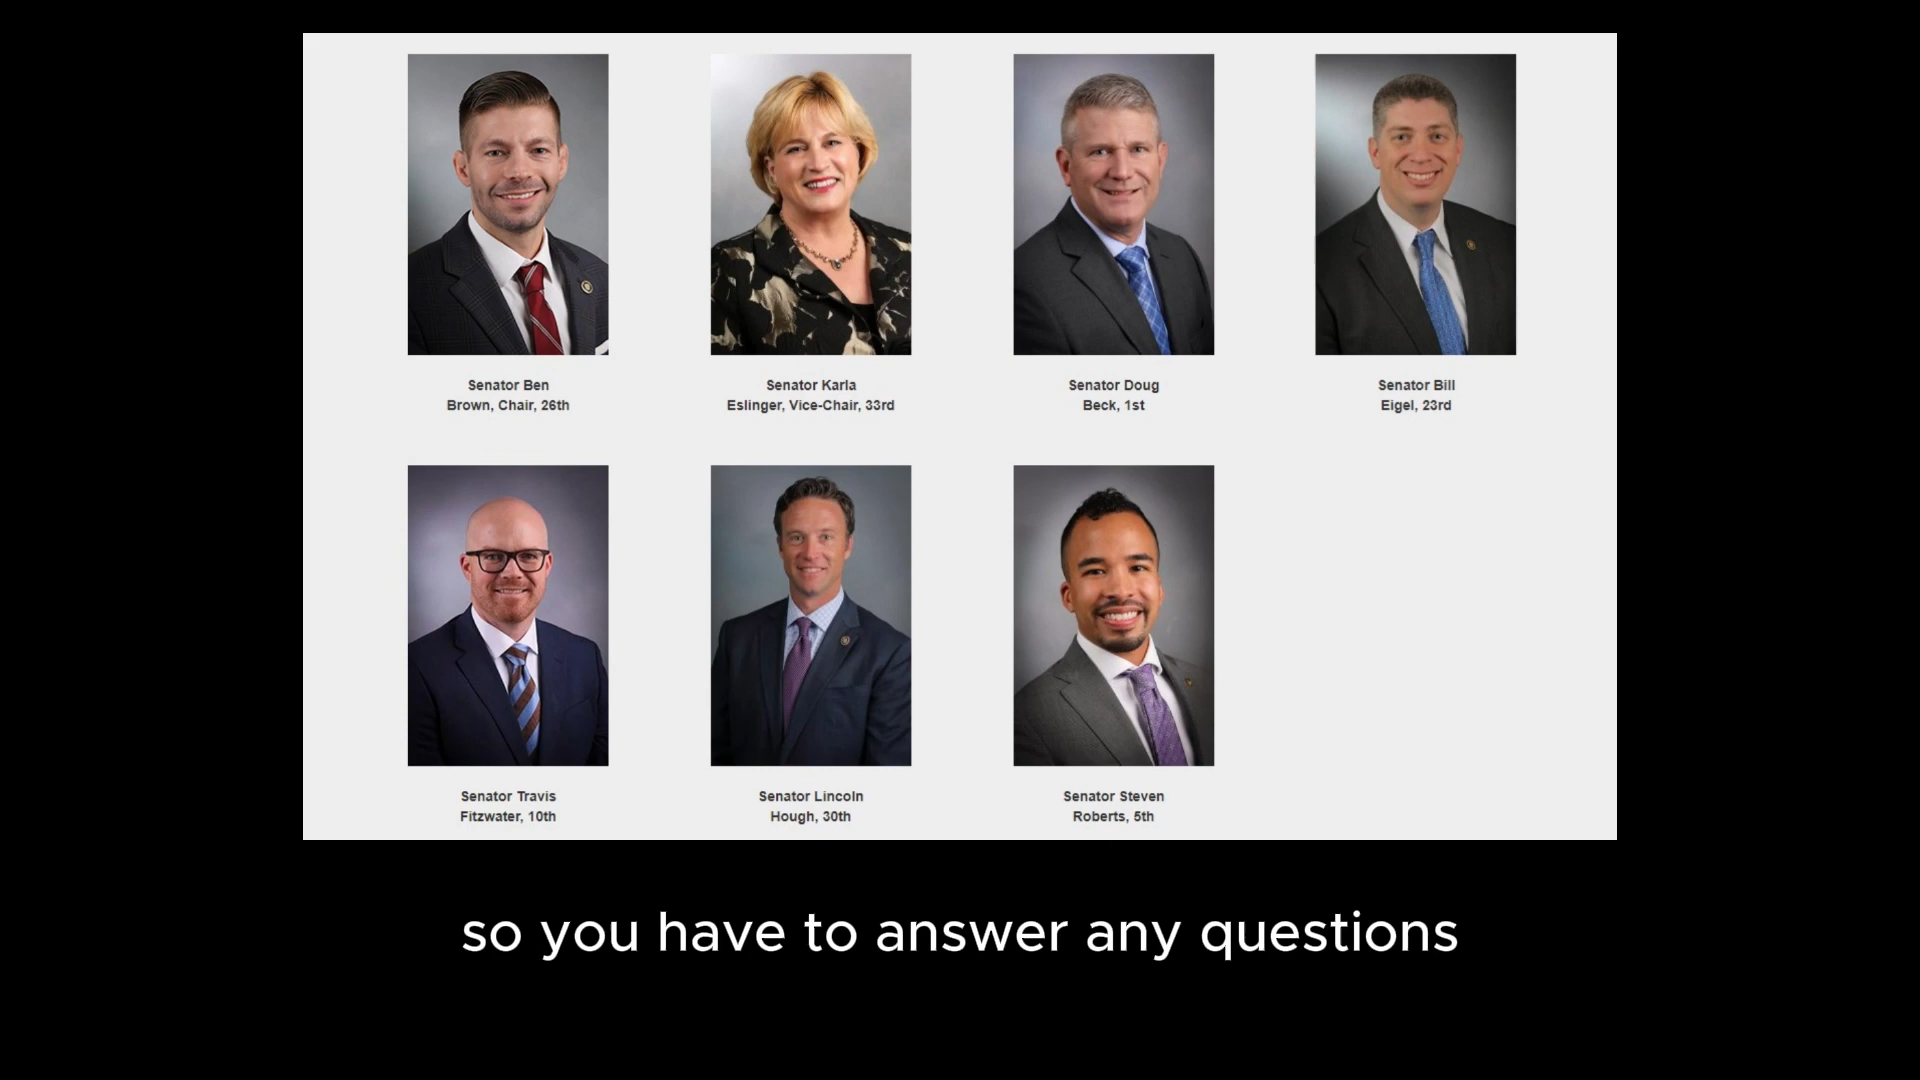 Senator Ben
Brown, Chair, 26th
Senator Karla
Eslinger, Vice-Chair, 33rd
Senator Doug
Beck, 1st
Senator Bill
Eigel, 23rd
Senator Travis
Fitzwater, 10th
Senator Lincoln
Hough, 30th
Senator Steven
Roberts, 5th
so you have to answer any questions